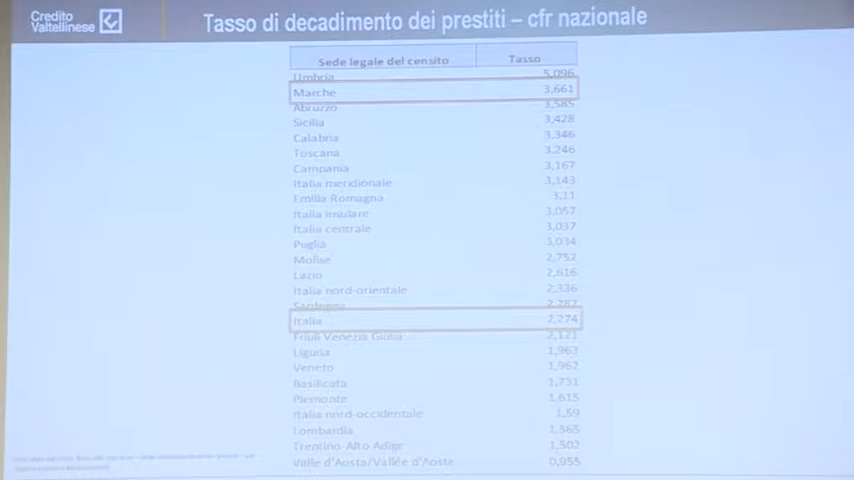 Credito
Valtellinese
Tasso di decadimento dei prestiti – cfr nazionale
Sede legale del censito Tasso
Umbria 5,096
Marche 3,661
Abruzzo 3,585
Sicilia 3,428
Calabria 3,346
Toscana 3,246
Campania 3,167
Italia meridionale 3,143
Emilia Romagna 3,11
Italia insulare 3,057
Italia centrale 3,037
Puglia 3,034
Molise 2,752
Lazio 2,616
Italia nord-orientale 2,336
Sardegna 2,287
Italia 2,274
Friuli Venezia Giulia 2,121
Liguria 1,963
Veneto 1,962
Basilicata 1,731
Piemonte 1,615
Italia nord-occidentale 1,59
Lombardia 1,565
Trentino-Alto Adige 1,502
Valle d'Aosta/Vallée d'Aoste 0,955